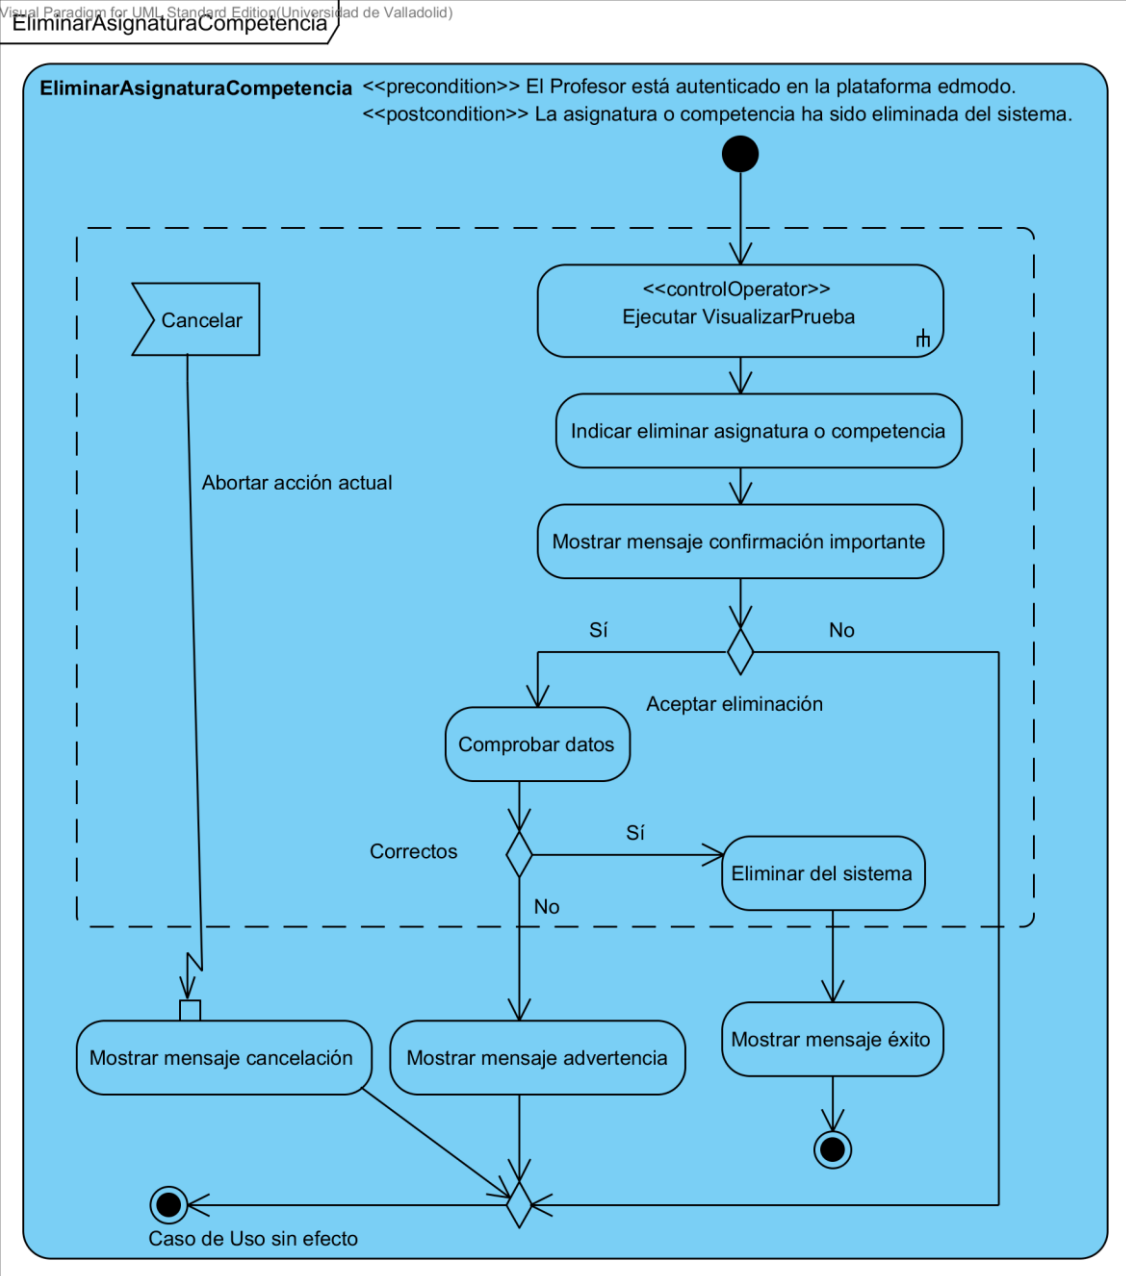 Visual Paradigm for UML Standard Edition(Universidad de Valladolid)
EliminarAsignaturaCompetencia
EliminarAsignaturaCompetencia <<precondition>> El Profesor está autenticado en la plataforma edmodo.
<<postcondition>> La asignatura o competencia ha sido eliminada del sistema.
<<controlOperator>>
Ejecutar VisualizarPrueba
Cancelar
Indicar eliminar asignatura o competencia
Abortar acción actual
Mostrar mensaje confirmación importante
Sí
No
Aceptar eliminación
Comprobar datos
Sí
Correctos
Eliminar del sistema
No
Mostrar mensaje éxito
Mostrar mensaje cancelación
Mostrar mensaje advertencia
Caso de Uso sin efecto